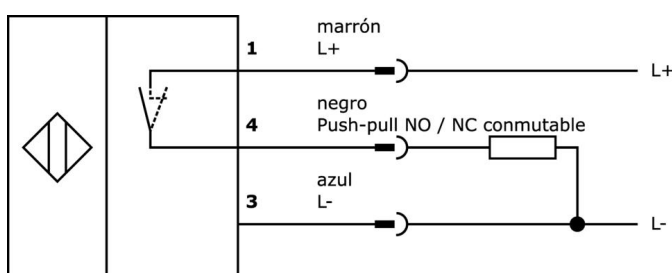 marrón
1 L+
L+
negro
4 Push-pull NO / NC conmutable
azul
3 L-
L-